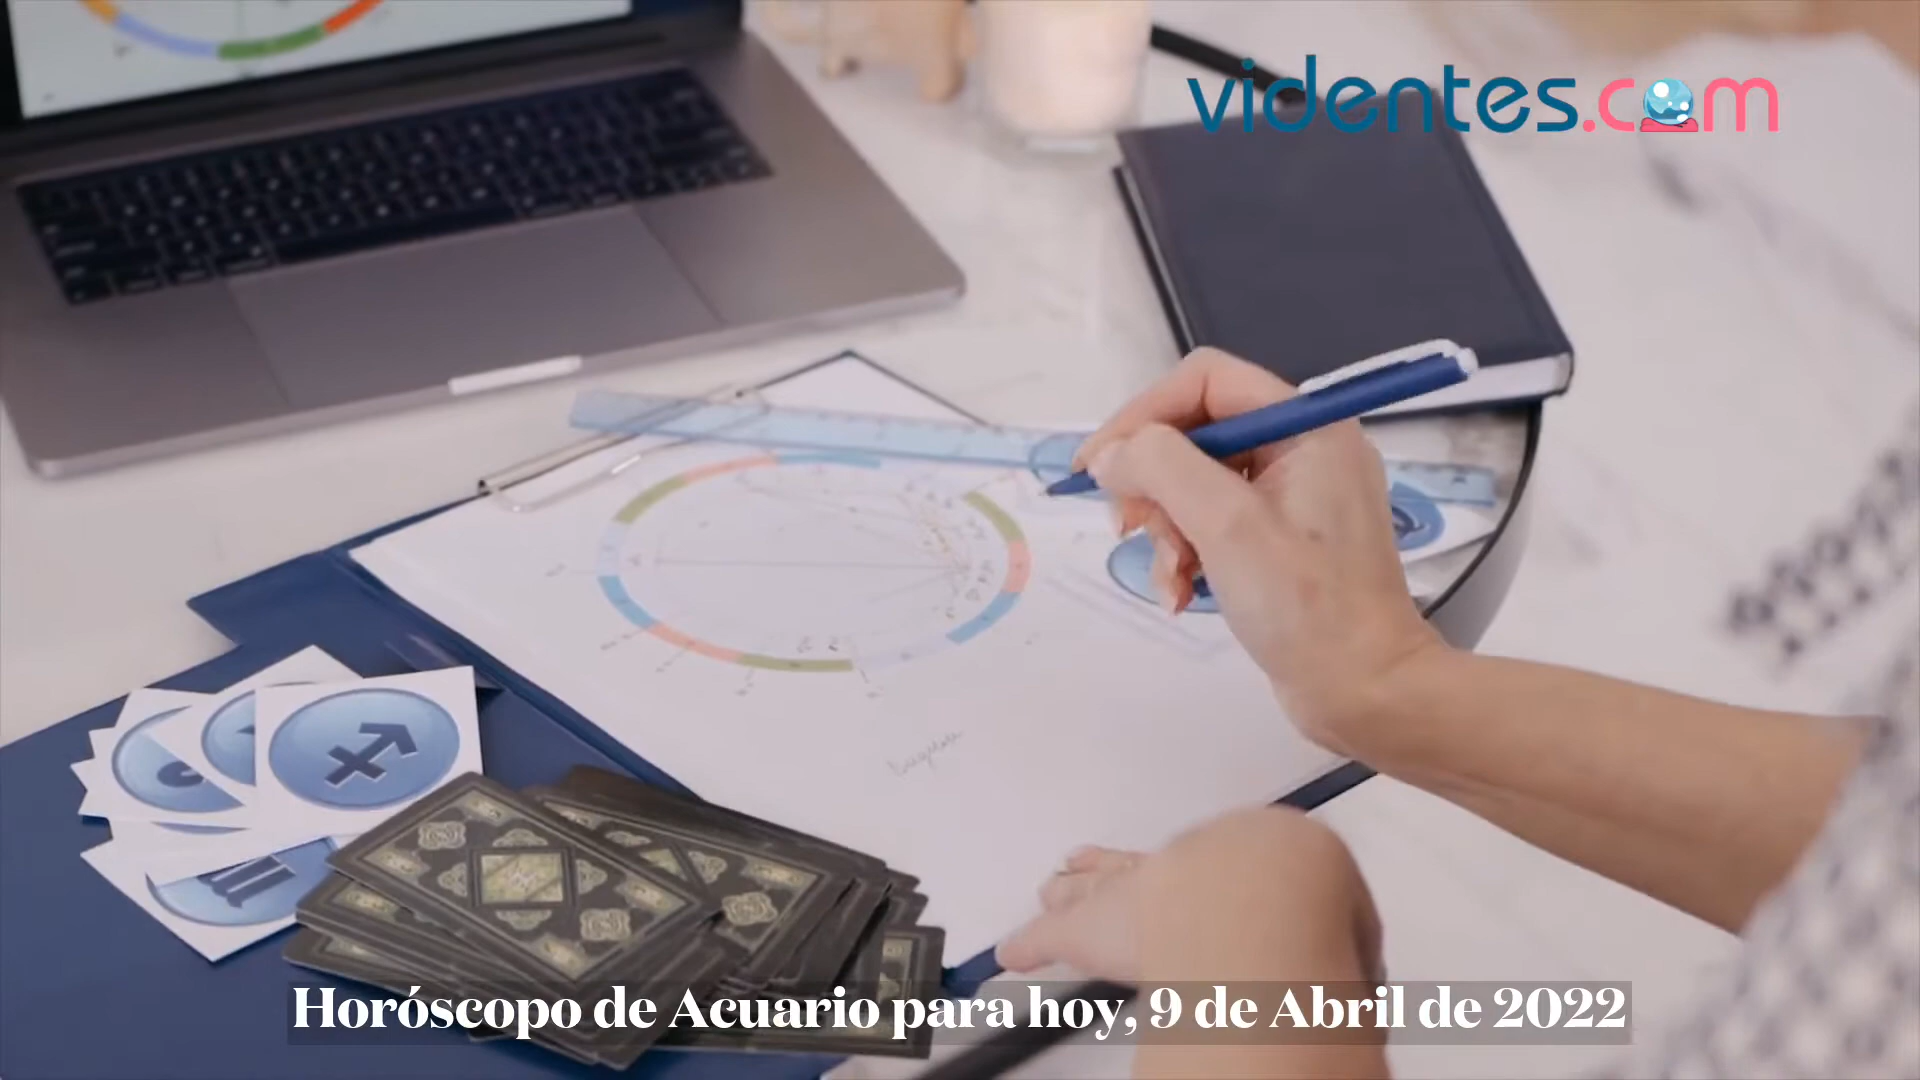 videntes.com
Horóscopo de Acuario para hoy, 9 de Abril de 2022